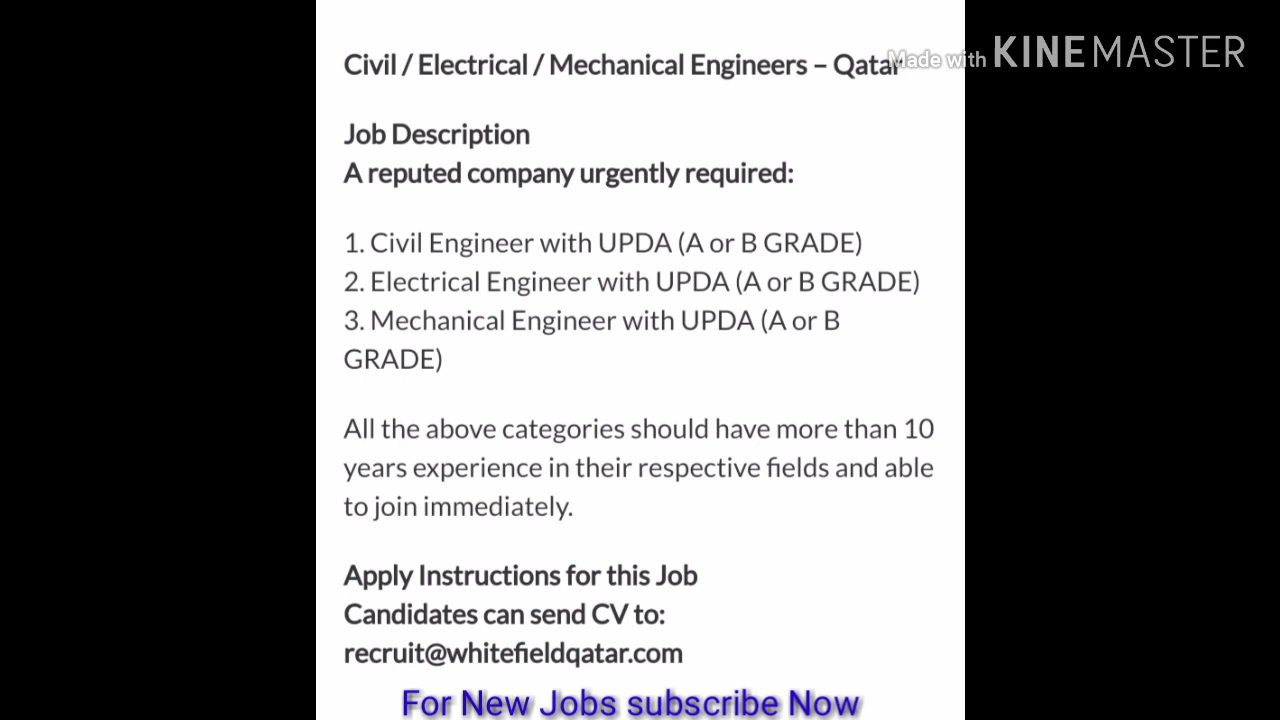 Civil / Electrical / Mechanical Engineers – Qatar
Made with KINEMASTER
Job Description
A reputed company urgently required:
1. Civil Engineer with UPDA (A or B GRADE)
2. Electrical Engineer with UPDA (A or B GRADE)
3. Mechanical Engineer with UPDA (A or B
GRADE)
All the above categories should have more than 10
years experience in their respective fields and able
to join immediately.
Apply Instructions for this Job
Candidates can send CV to:
recruit@whitefieldqatar.com
For New Jobs subscribe Now